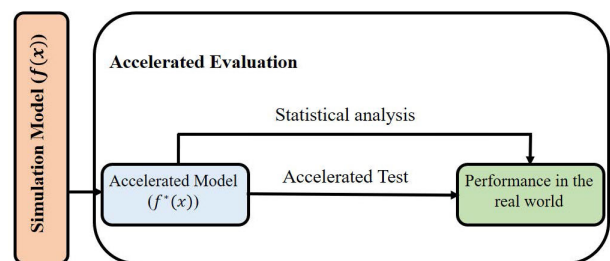 Simulation Model (f(x))
Accelerated Evaluation
Statistical analysis
Accelerated Model
(f*(x))
Accelerated Test
Performance in the
real world